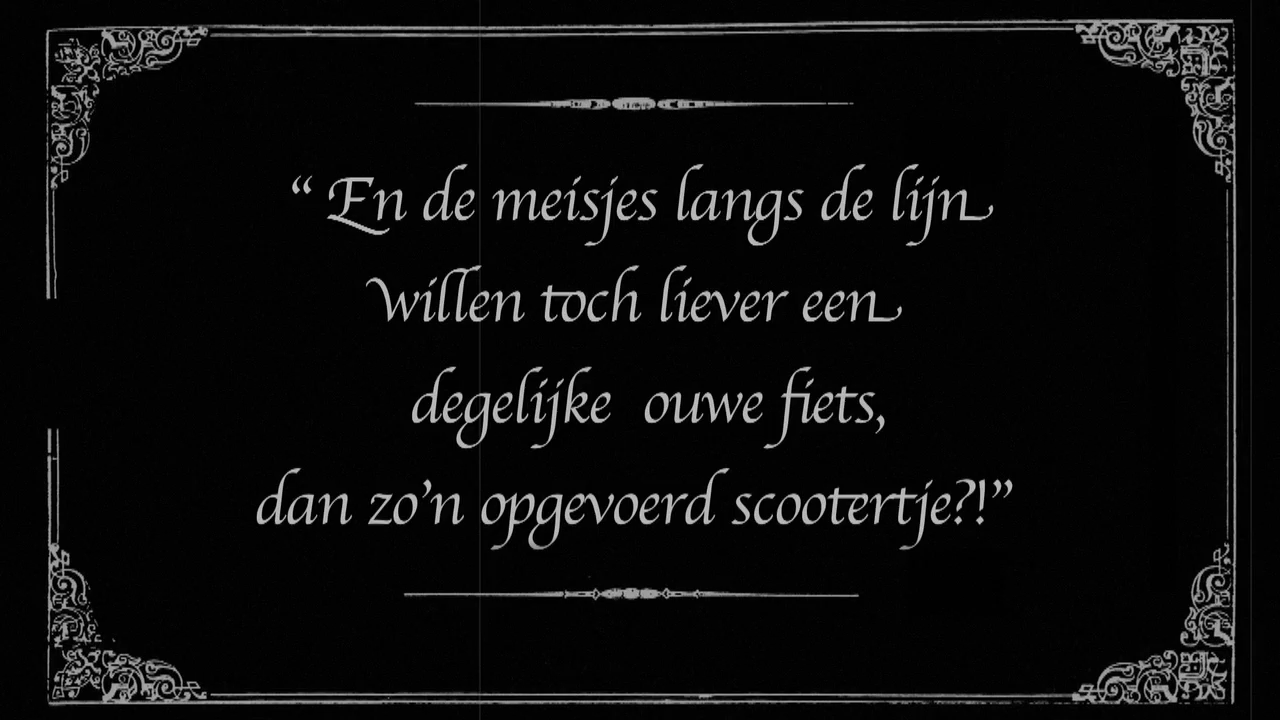 “ En de meisjes langs de lijn
willen toch liever een
degelijke ouwe fiets,
dan zo’n opgevoerd scootertje?!”